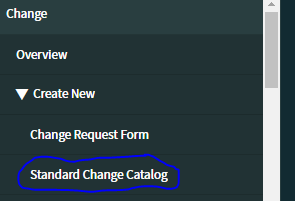 Change
Overview
Create New
Change Request Form
Standard Change Catalog